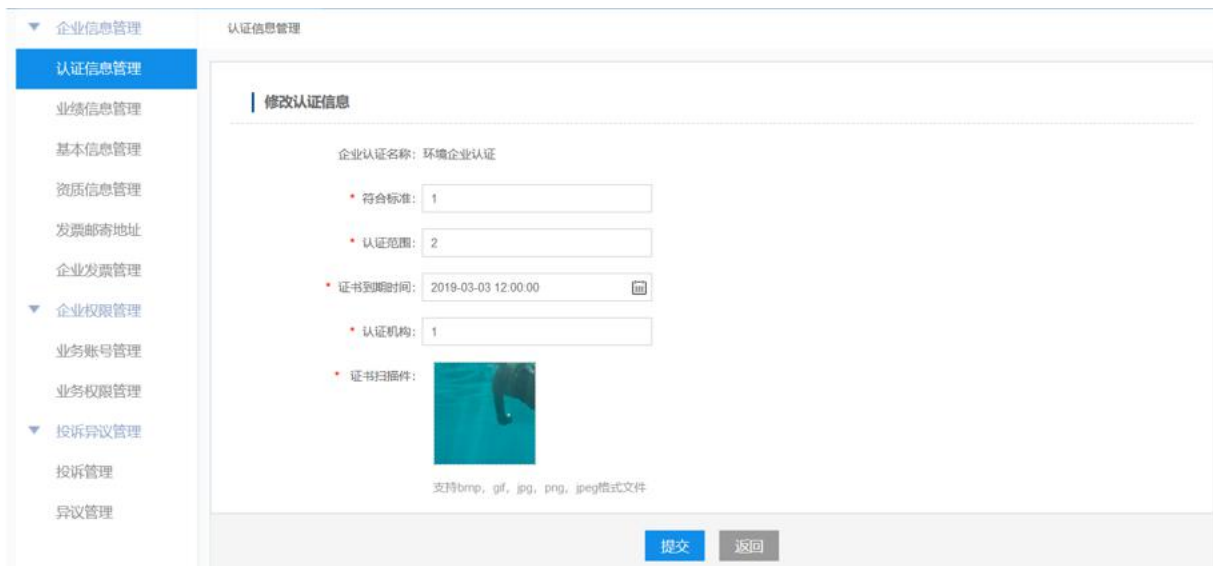 企业信息管理
认证信息管理
业绩信息管理
基本信息管理
资质信息管理
发票邮寄地址
企业发票管理
企业权限管理
业务账号管理
业务权限管理
投诉异议管理
投诉管理
异议管理
认证信息管理
修改认证信息
企业认证名称: 环境企业认证
* 符合标准: 1
* 认证范围: 2
* 证书到期时间: 2019-03-03 12:00:00
* 认证机构: 1
* 证书扫描件:
支持bmp, gif, jpg, png, jpeg格式文件
提交 返回